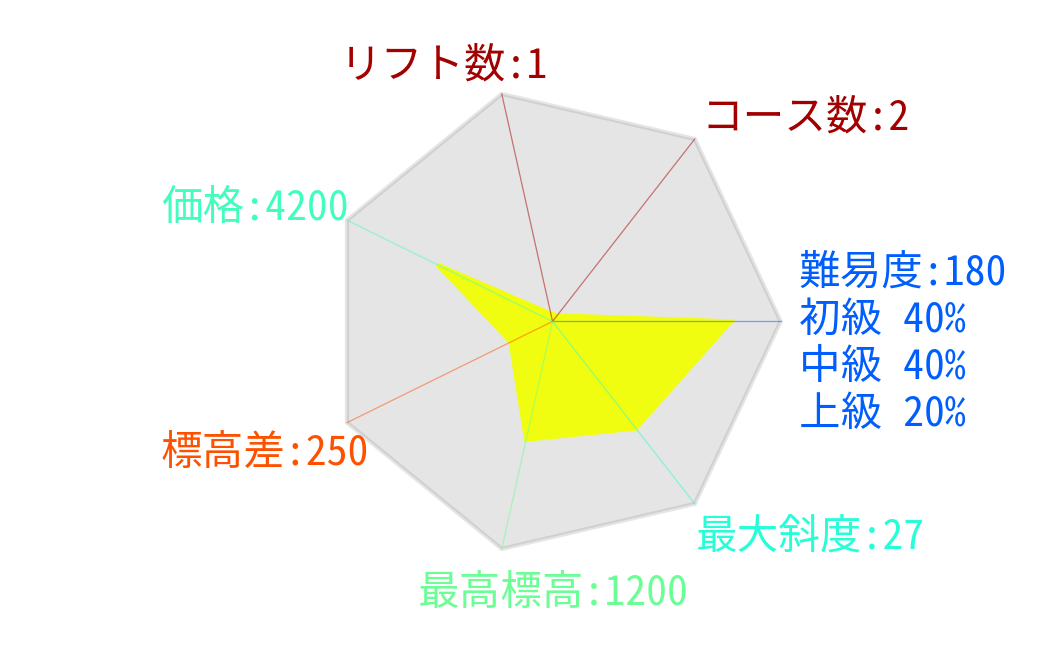 リフト数:1
コース数:2
価格:4200
難易度:180
初級 40%
中級 40%
上級 20%
標高差:250
最大斜度:27
最高標高:1200